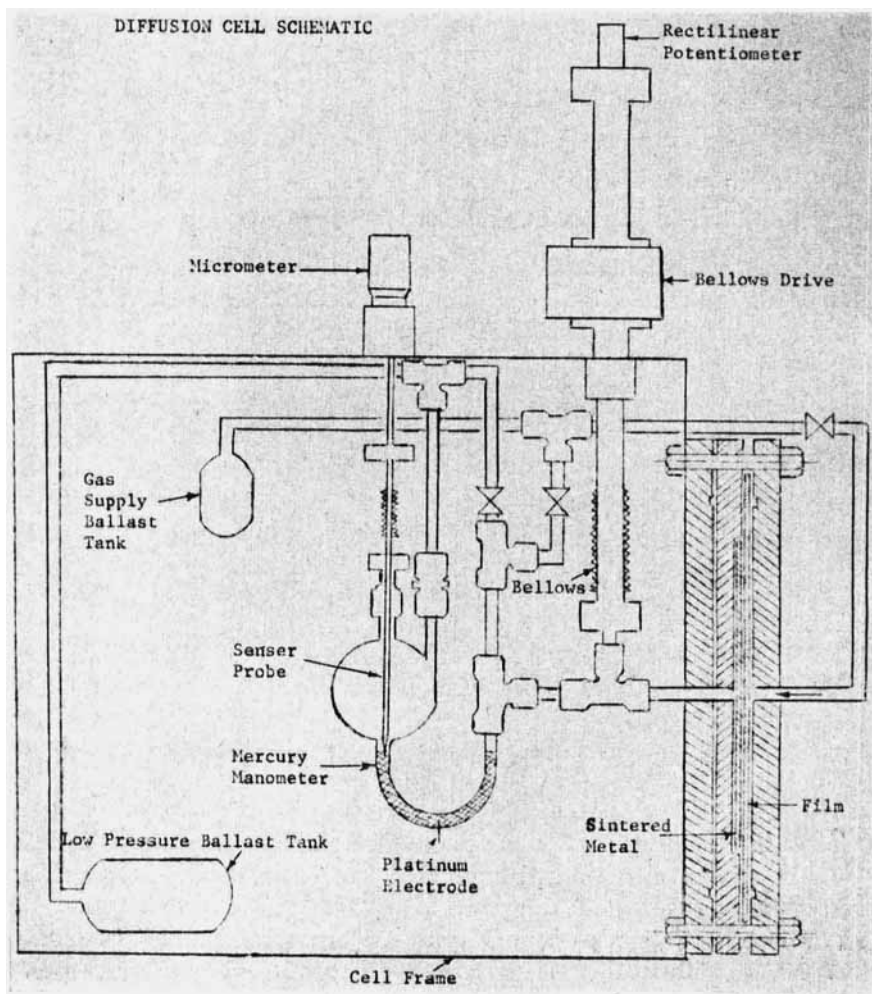 DIFFUSION CELL SCHEMATIC
Rectilinear
Potentiometer
Micrometer
Bellows Drive
Gas
Supply
Ballast
Tank
Bellows
Senser
Probe
Mercury
Manometer
Film
Sintered
Metal
Low Pressure Ballast Tank
Platinum
Electrode
Cell Frame